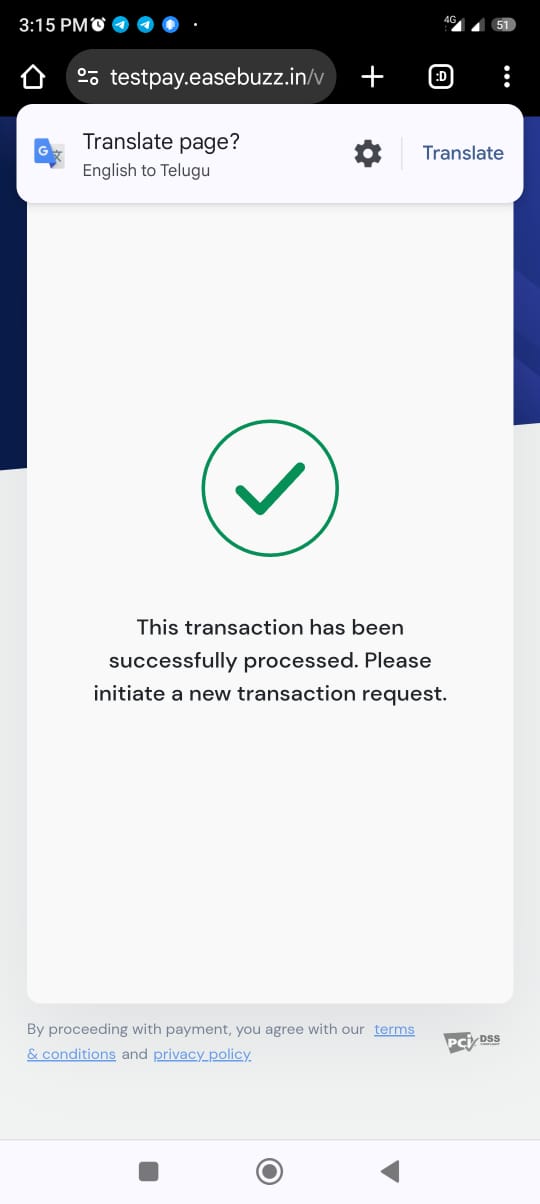 3:15 PM
4G
51
testpay.easebuzz.in/v
:D
Translate page?
English to Telugu
Translate
This transaction has been
successfully processed. Please
initiate a new transaction request.
By proceeding with payment, you agree with our terms
& conditions and privacy policy
PCI DSS